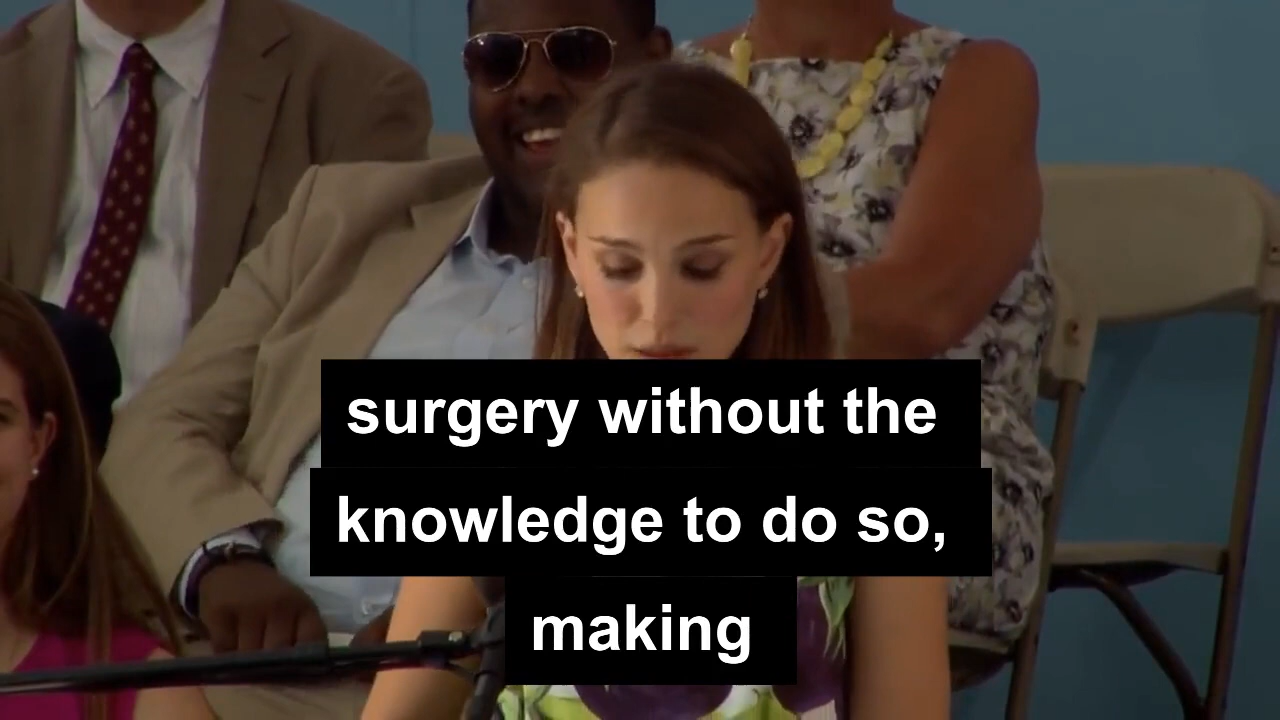 surgery without the
knowledge to do so,
making